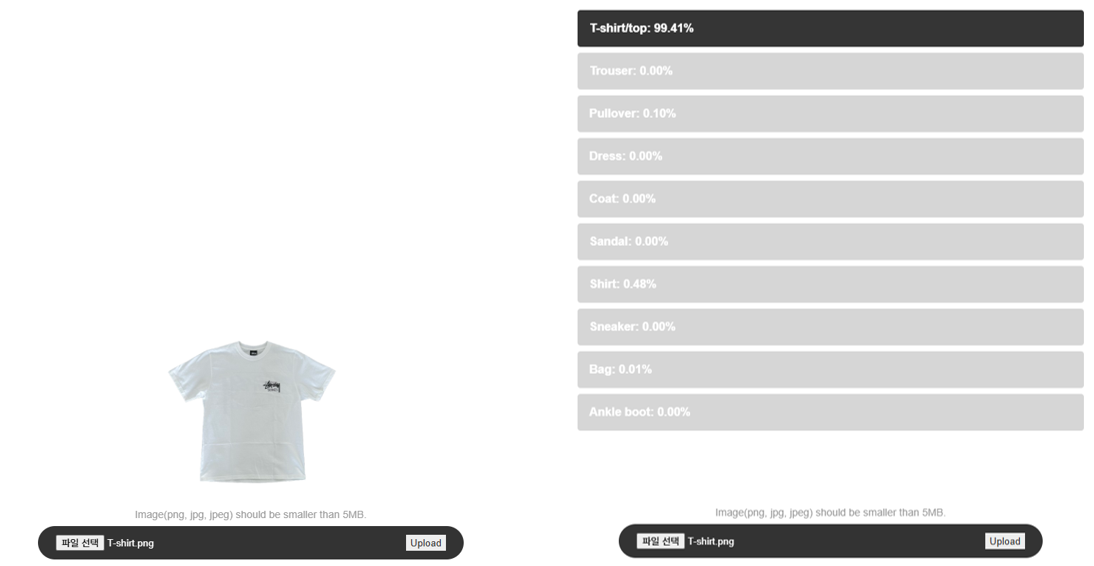 Stüssy
Image(png, jpg, jpeg) should be smaller than 5MB.
파일 선택 T-shirt.png Upload
T-shirt/top: 99.41%
Trouser: 0.00%
Pullover: 0.10%
Dress: 0.00%
Coat: 0.00%
Sandal: 0.00%
Shirt: 0.48%
Sneaker: 0.00%
Bag: 0.01%
Ankle boot: 0.00%
Image(png, jpg, jpeg) should be smaller than 5MB.
파일 선택 T-shirt.png Upload